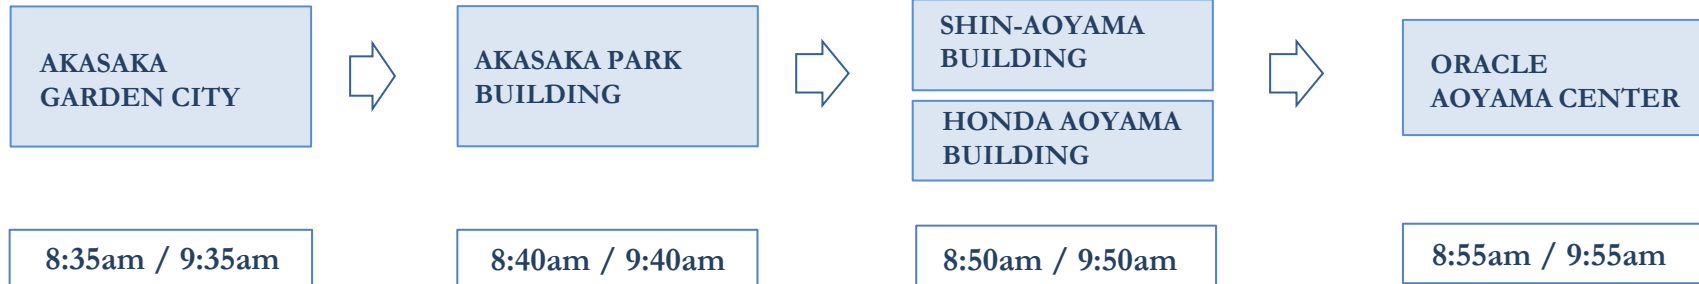 AKASAKA
GARDEN CITY
AKASAKA PARK
BUILDING
SHIN-AOYAMA
BUILDING
HONDA AOYAMA
BUILDING
ORACLE
AOYAMA CENTER
8:35am / 9:35am
8:40am / 9:40am
8:50am / 9:50am
8:55am / 9:55am